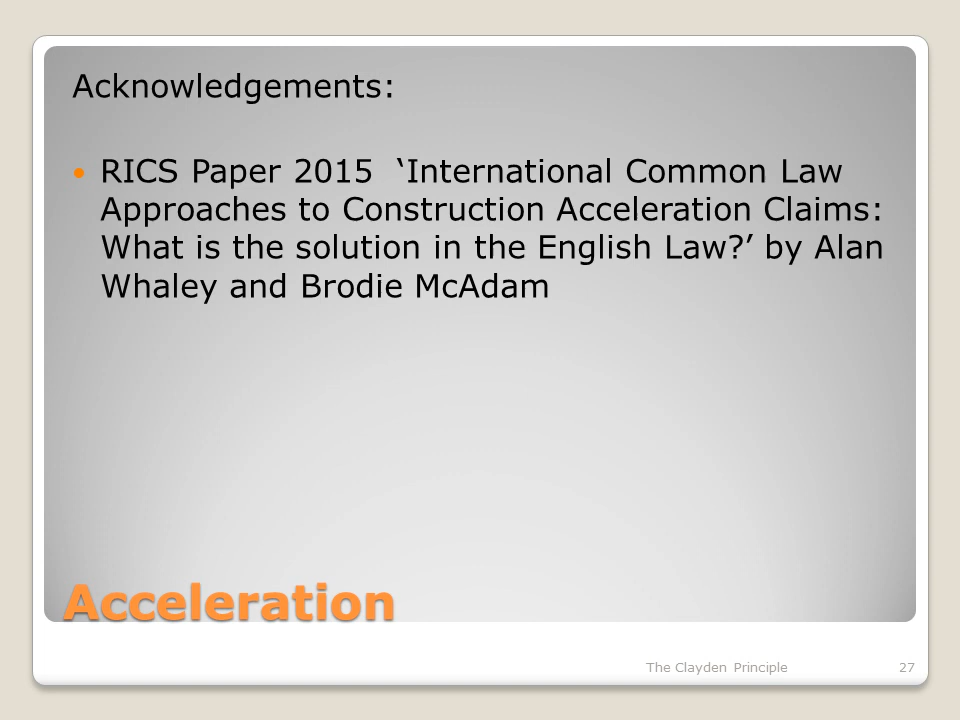 Acknowledgements:
• RICS Paper 2015  ‘International Common Law
Approaches to Construction Acceleration Claims:
What is the solution in the English Law?’ by Alan
Whaley and Brodie McAdam
Acceleration
The Clayden Principle 27